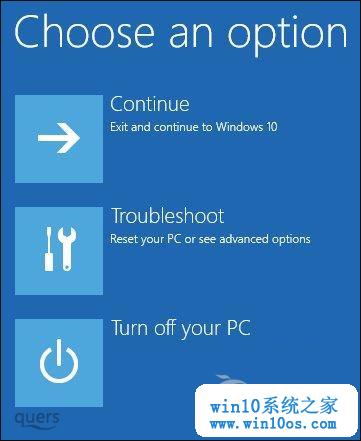 Choose an option
Continue
Exit and continue to Windows 10
Troubleshoot
Reset your PC or see advanced options
Turn off your PC
quers
win10系统之家
www.win10os.com